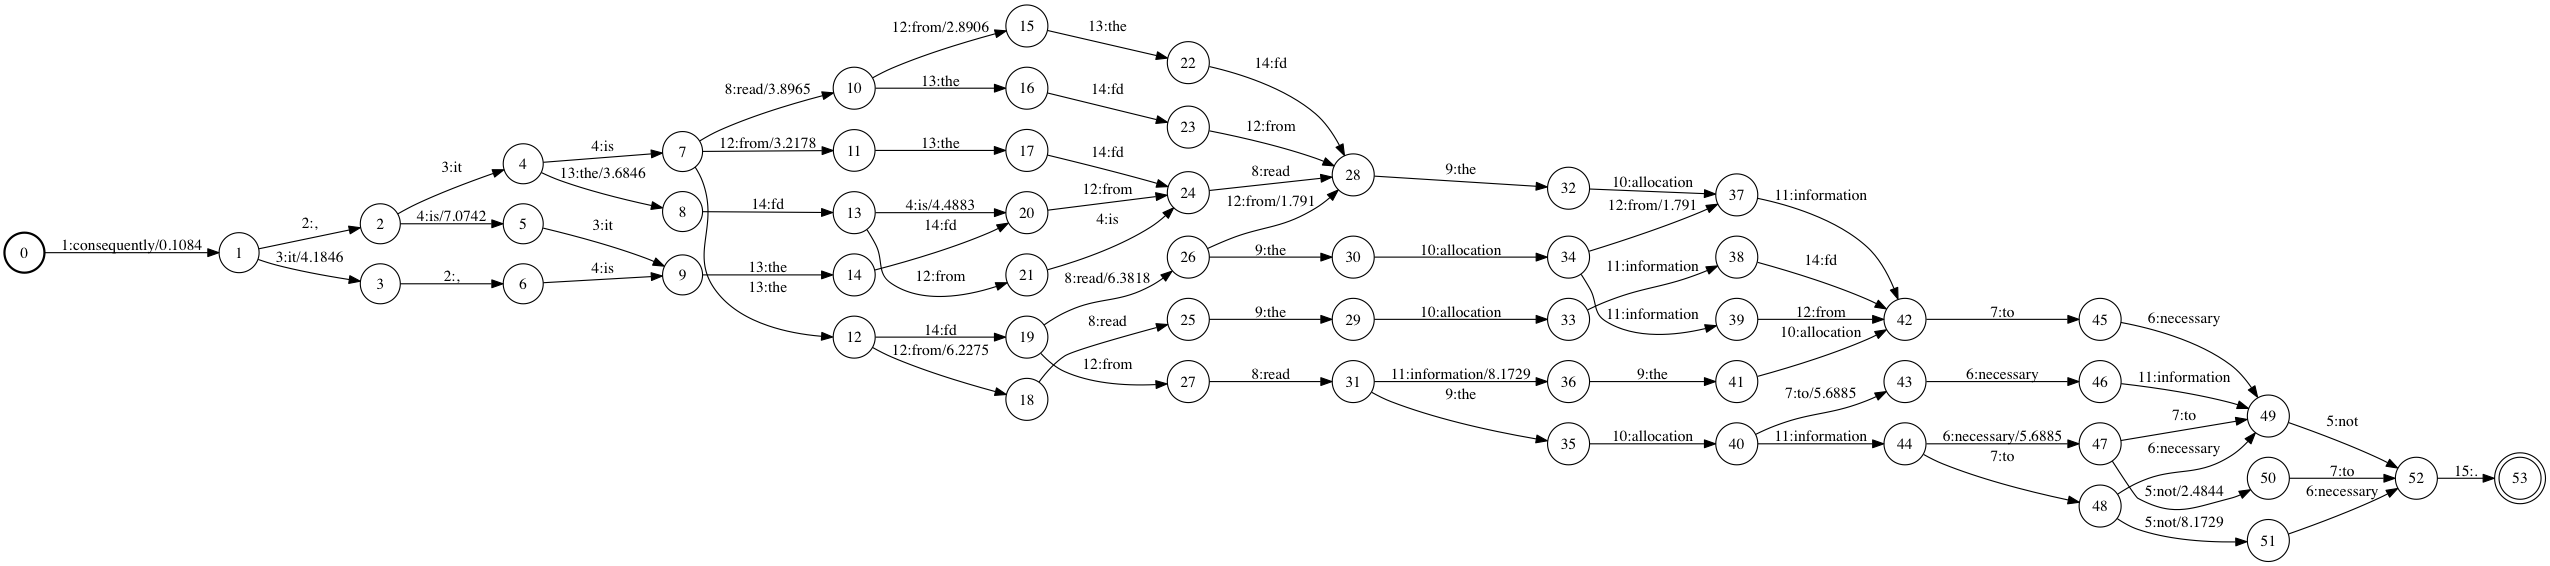 0
1:consequently/0.1084
1
2:,
3:it/4.1846
2
3
3:it
4:is/7.0742
2:,
4
5
6
4:is
13:the/3.6846
3:it
4:is
7
8
9
8:read/3.8965
12:from/3.2178
14:fd
13:the
13:the
10
11
13
14
12
12:from/2.8906
13:the
13:the
4:is/4.4883
14:fd
12:from
14:fd
12:from/6.2275
15
16
17
20
21
19
18
13:the
14:fd
14:fd
12:from
4:is
8:read/6.3818
8:read
12:from
22
23
24
26
25
27
14:fd
12:from
8:read
12:from/1.791
9:the
9:the
8:read
28
30
29
31
9:the
10:allocation
10:allocation
11:information/8.1729
9:the
32
34
33
36
35
10:allocation
12:from/1.791
11:information
11:information
9:the
10:allocation
37
38
39
41
40
11:information
14:fd
12:from
10:allocation
7:to/5.6885
11:information
42
43
44
7:to
6:necessary
6:necessary/5.6885
7:to
45
46
47
48
6:necessary
11:information
7:to
6:necessary
5:not/2.4844
5:not/8.1729
49
50
51
5:not
7:to
6:necessary
52
15:.
53